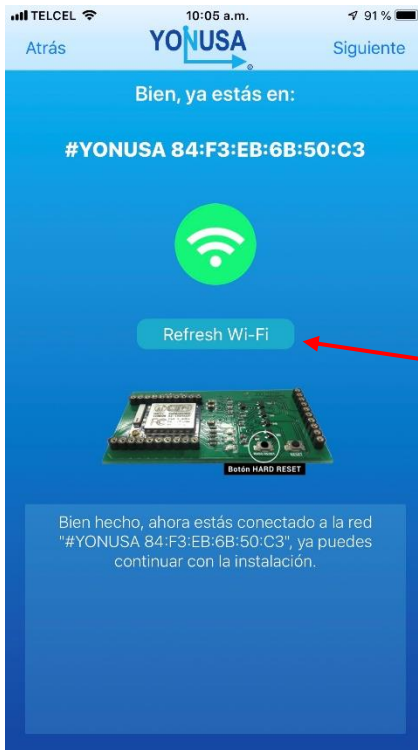 TELCEL 10:05 a.m. 91%
Atrás YONUSA Siguiente
Bien, ya estás en:
#YONUSA 84:F3:EB:6B:50:C3
Refresh Wi-Fi
RESET
Botón HARD RESET
Bien hecho, ahora estás conectado a la red
"#YONUSA 84:F3:EB:6B:50:C3", ya puedes
continuar con la instalación.